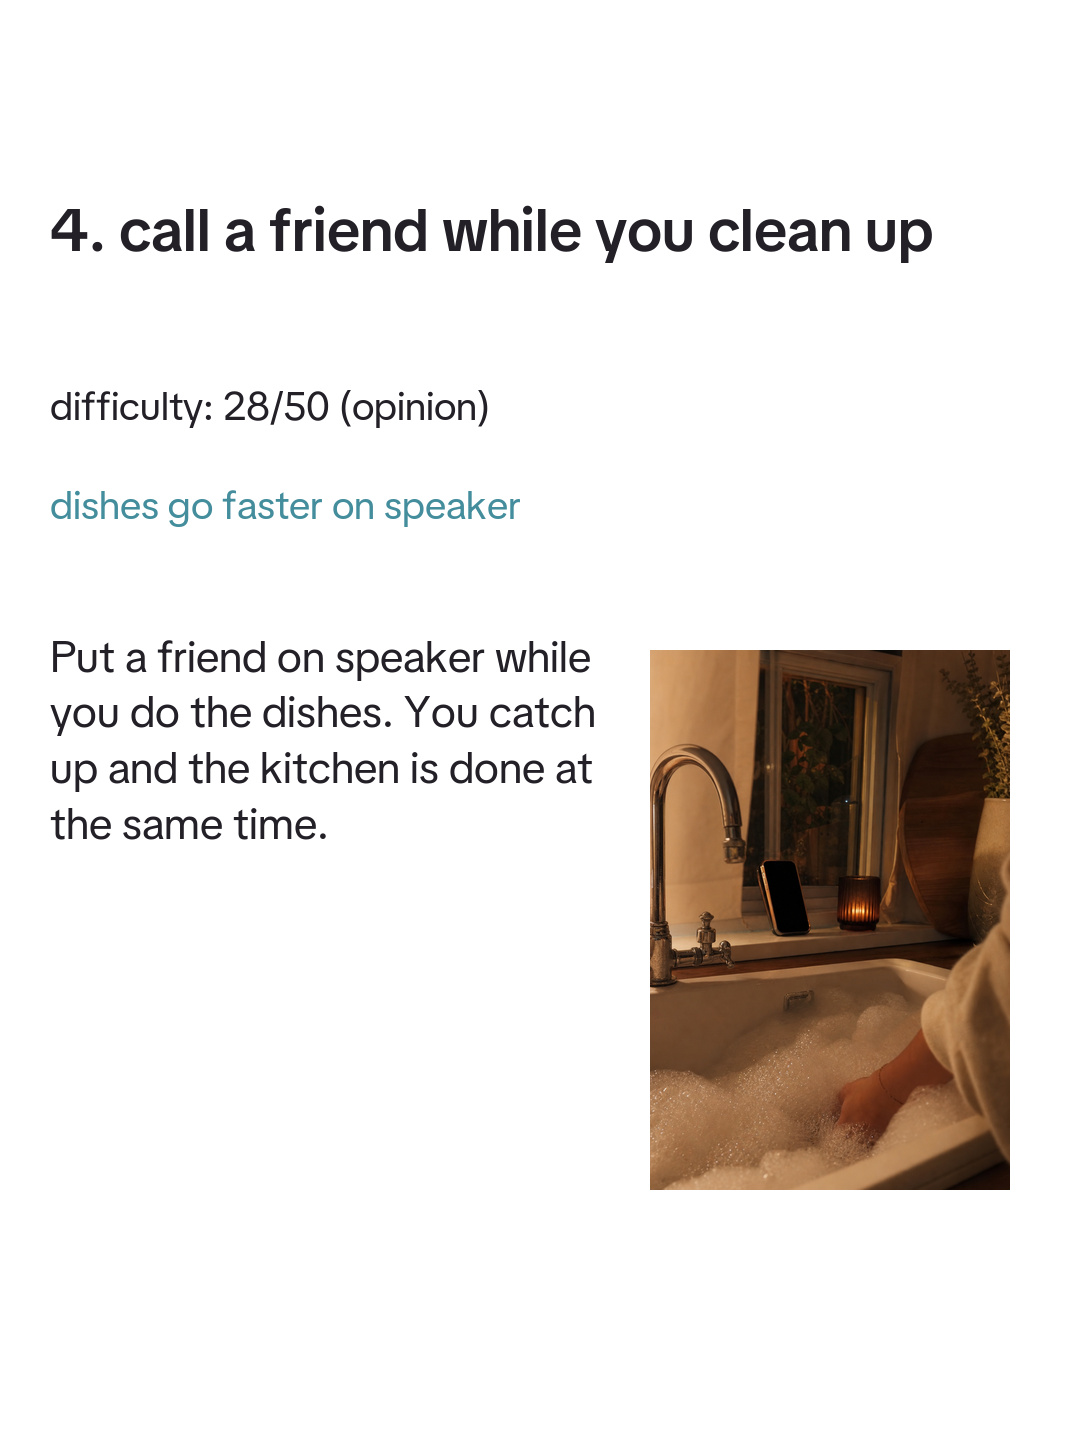 4. call a friend while you clean up
difficulty: 28/50 (opinion)
dishes go faster on speaker
Put a friend on speaker while
you do the dishes. You catch
up and the kitchen is done at
the same time.